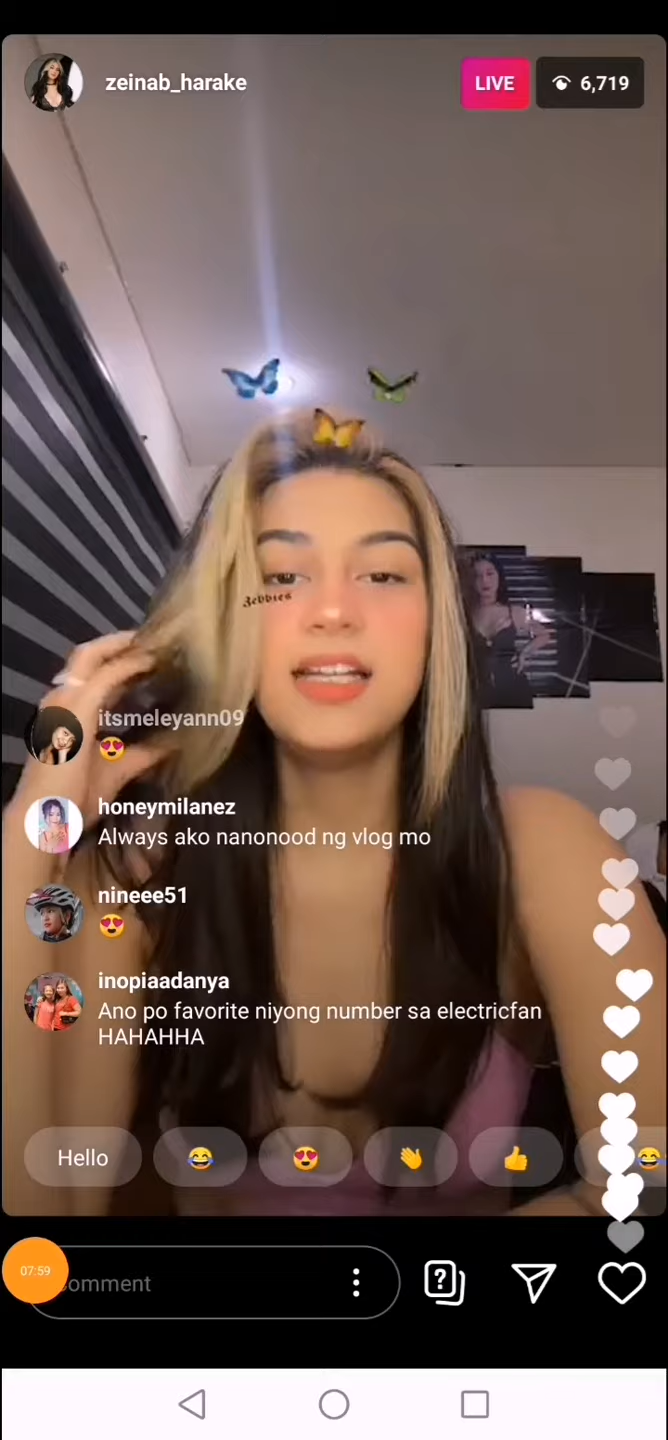 zeinab_harake
LIVE
6,719
Zebbies
itsmeleyann09
honeymilanez
Always ako nanonood ng vlog mo
nineee51
inopiaadanya
Ano po favorite niyong number sa electricfan
HAHAHHA
Hello
07:59
omment